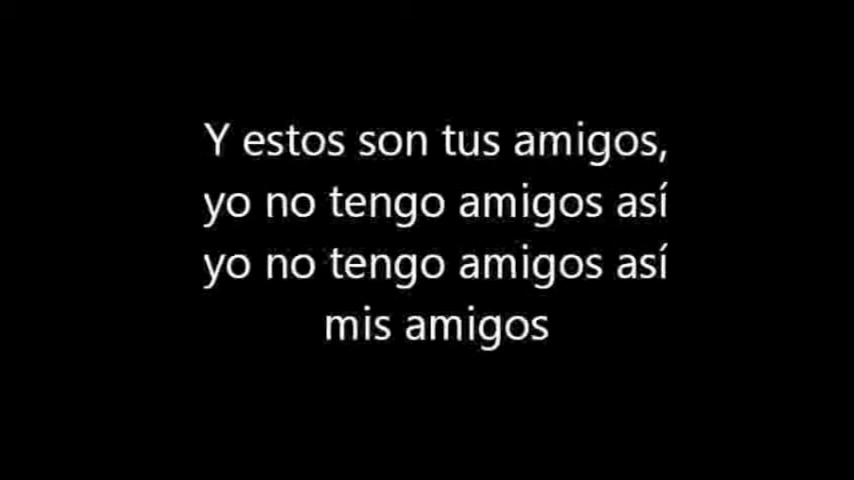 Y estos son tus amigos,
yo no tengo amigos así
yo no tengo amigos así
mis amigos